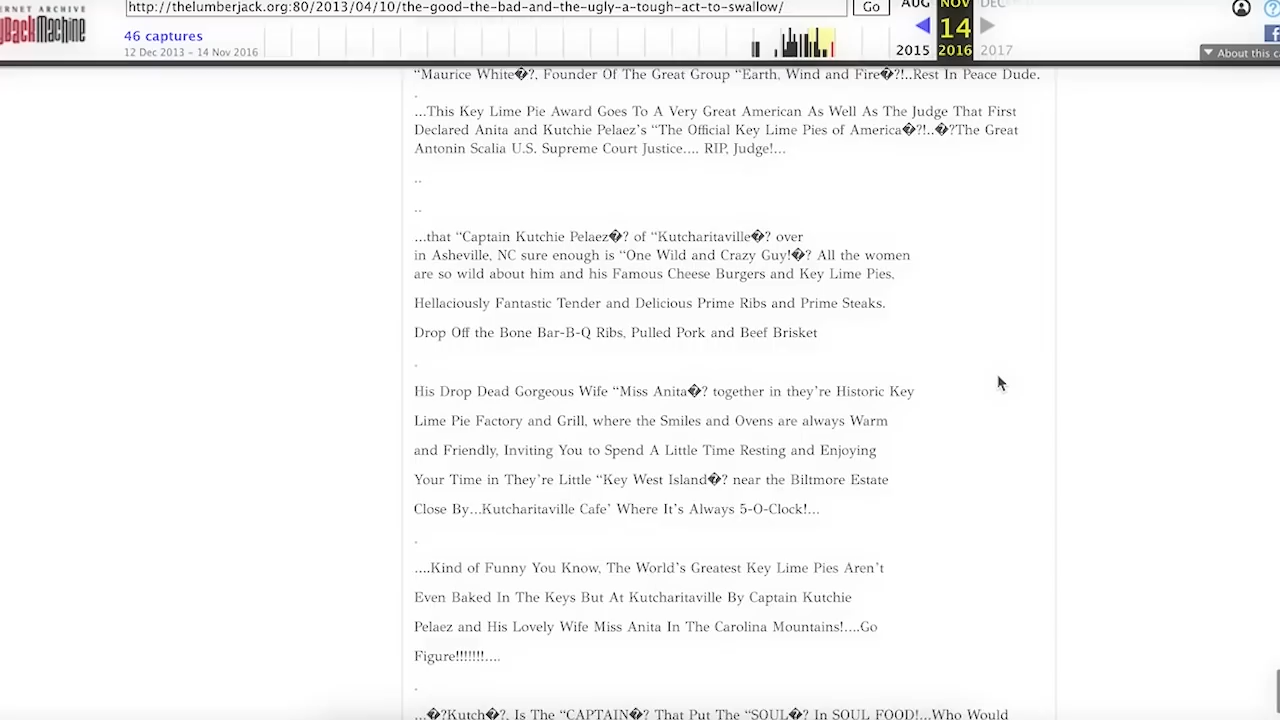 ERNET ARCHIVE
yBackMachine
http://thelumberjack.org:80/2013/04/10/the-good-the-bad-and-the-ugly-a-tough-act-to-swallow/
Go
AUG NOV DEC
46 captures
14
12 Dec 2013 – 14 Nov 2016
2015 2016 2017
About this ca
“Maurice White�?, Founder Of The Great Group “Earth, Wind and Fire�?!..Rest In Peace Dude.
.
...This Key Lime Pie Award Goes To A Very Great American As Well As The Judge That First
Declared Anita and Kutchie Pelaez’s “The Official Key Lime Pies of America�?!..�?The Great
Antonin Scalia U.S. Supreme Court Justice.... RIP, Judge!...
..
..
...that “Captain Kutchie Pelaez�? of “Kutcharitaville�? over
in Asheville, NC sure enough is “One Wild and Crazy Guy!�? All the women
are so wild about him and his Famous Cheese Burgers and Key Lime Pies,
Hellaciously Fantastic Tender and Delicious Prime Ribs and Prime Steaks.
Drop Off the Bone Bar-B-Q Ribs, Pulled Pork and Beef Brisket
.
His Drop Dead Gorgeous Wife “Miss Anita�? together in they’re Historic Key
Lime Pie Factory and Grill, where the Smiles and Ovens are always Warm
and Friendly, Inviting You to Spend A Little Time Resting and Enjoying
Your Time in They’re Little “Key West Island�? near the Biltmore Estate
Close By...Kutcharitaville Cafe’ Where It’s Always 5-O-Clock!...
.
....Kind of Funny You Know, The World’s Greatest Key Lime Pies Aren’t
Even Baked In The Keys But At Kutcharitaville By Captain Kutchie
Pelaez and His Lovely Wife Miss Anita In The Carolina Mountains!....Go
Figure!!!!!!!....
.
...�?Kutch�?, Is The “CAPTAIN�? That Put The “SOUL�? In SOUL FOOD!...Who Would